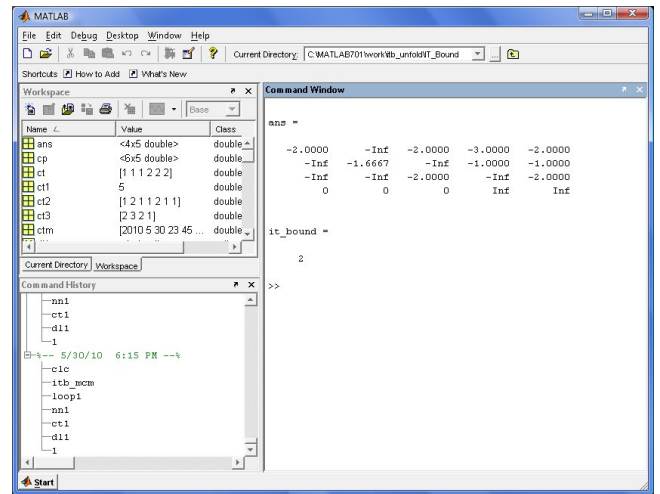 MATLAB
File Edit Debug Desktop Window Help
Current Directory: C:\MATLAB701\work\itb_unfold\IT_Bound
Shortcuts How to Add What's New
Workspace
Base
Name Value Class
ans <4x5 double> double
cp <6x5 double> double
ct [1 1 1 2 2 2] double
ct1 5 double
ct2 [1 2 1 1 2 1 1] double
ct3 [2 3 2 1] double
ctm [2010 5 30 23 45 ... double
Current Directory Workspace
Command History
nn1
ct1
dl1
1
%-- 5/30/10 6:15 PM --%
clc
itb_mcm
loop1
nn1
ct1
dl1
1
Command Window
ans =
-2.0000 -Inf -2.0000 -3.0000 -2.0000
-Inf -1.6667 -Inf -1.0000 -1.0000
-Inf -Inf -2.0000 -Inf -2.0000
0 0 0 Inf Inf
it_bound =
2
>>
Start